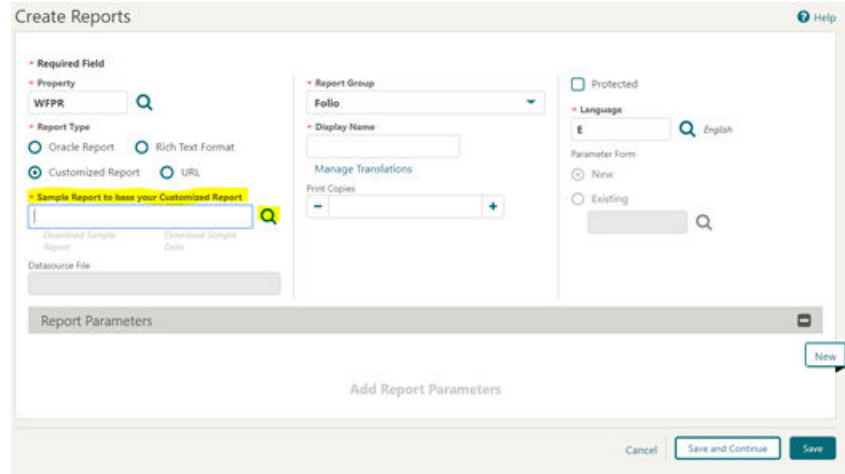 Create Reports
Help
* Required Field
* Property
WFPR
* Report Type
Oracle Report
Rich Text Format
Customized Report
URL
* Sample Report to base your Customized Report
Download Sample Report
Download Sample Data
Datasource File
* Report Group
Folio
* Display Name
Manage Translations
Print Copies
Protected
* Language
E
English
Parameter Form
New
Existing
Report Parameters
New
Add Report Parameters
Cancel
Save and Continue
Save